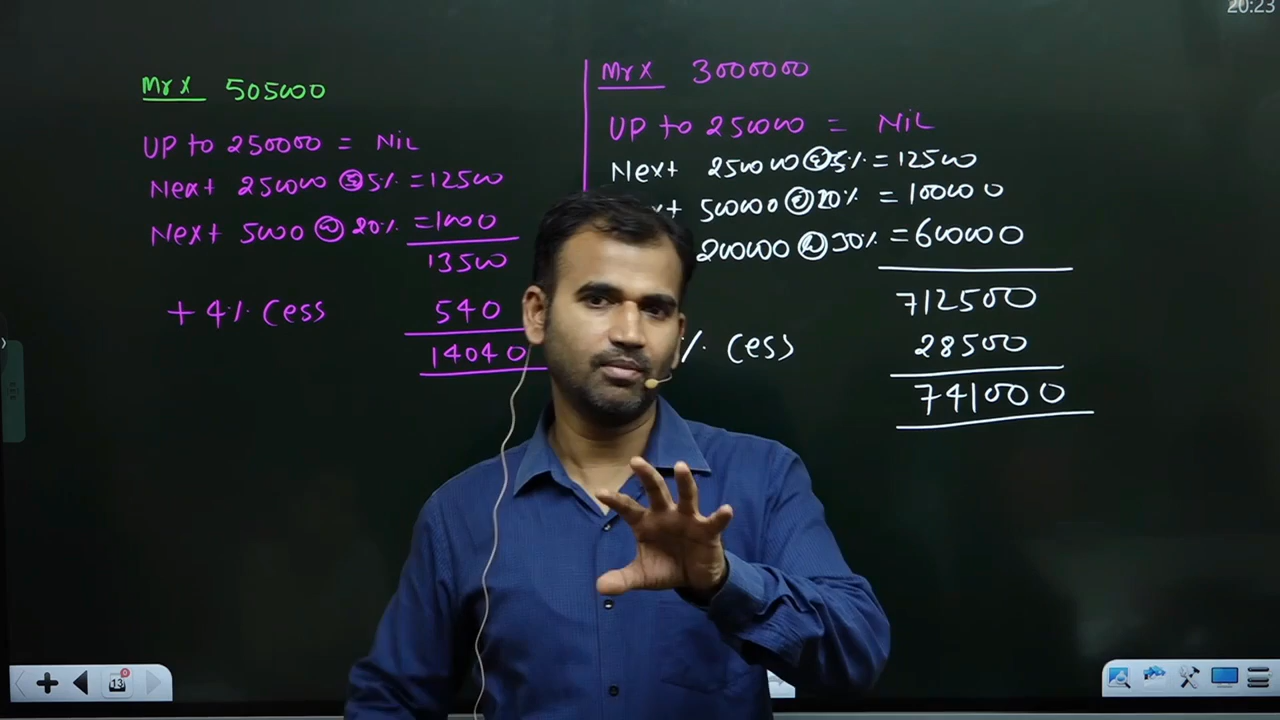 20:23
Mr X 505000
UP to 250000 = Nil
Next 250000 @ 5% = 12500
Next 5000 @ 20% = 1000
13500
+ 4% Cess 540
14040
Mr X 3000000
UP to 250000 = Nil
Next 250000 @ 5% = 12500
500000 @ 20% = 100000
2000000 @ 30% = 600000
712500
% Cess 28500
741000
13